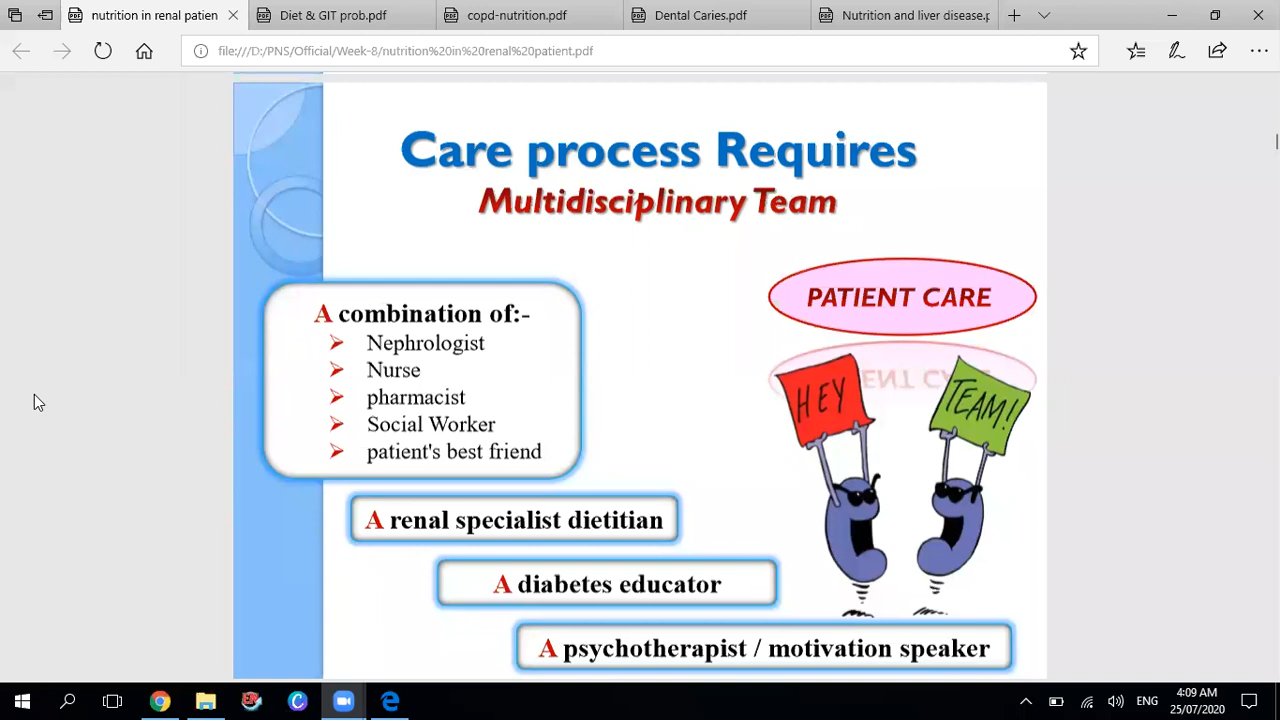 nutrition in renal patien
Diet & GIT prob.pdf
copd-nutrition.pdf
Dental Caries.pdf
Nutrition and liver disease.p
file:///D:/PNS/Official/Week-8/nutrition%20in%20renal%20patient.pdf
Care process Requires
Multidisciplinary Team
A combination of:-
Nephrologist
Nurse
pharmacist
Social Worker
patient's best friend
PATIENT CARE
HEY
TEAM!
A renal specialist dietitian
A diabetes educator
A psychotherapist / motivation speaker
ENG
4:09 AM
25/07/2020